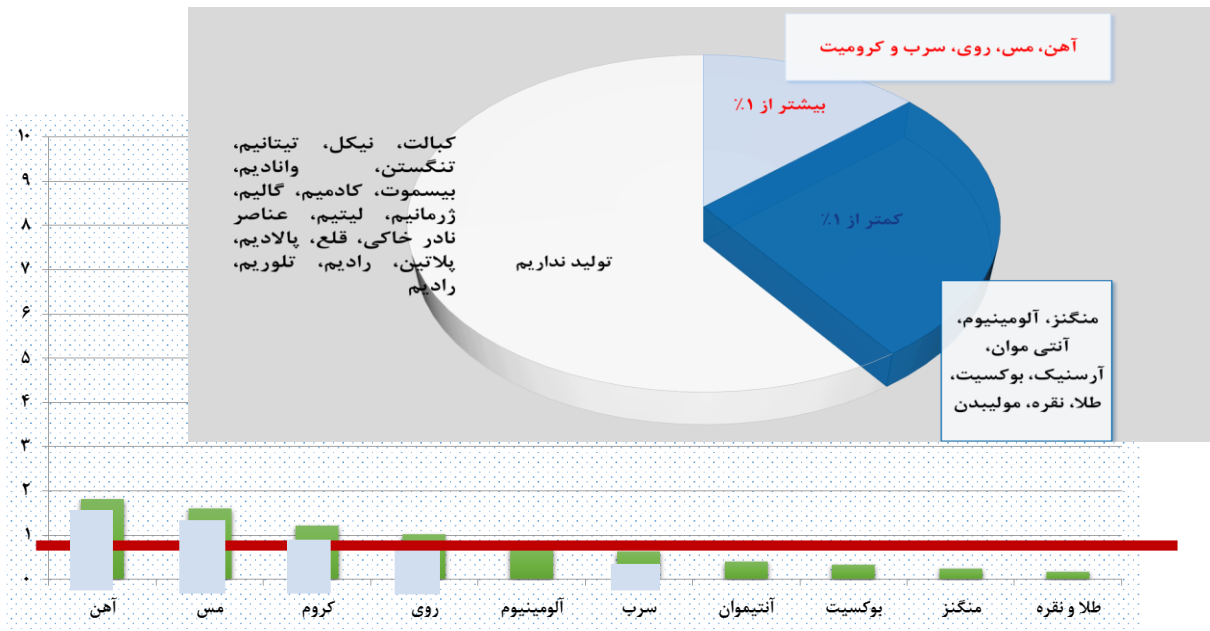 آهن، مس، روی، سرب و کرومیت
بیشتر از ۱٪
کمتر از ۱٪
تولید نداریم
کبالت، نیکل، تیتانیم،
تنگستن، وانادیم،
بیسموت، کادمیم، گالیم،
ژرمانیم، لیتیم، عناصر
نادر خاکی، قلع، پالادیم،
پلاتین، رادیم، تلوریم،
رادیم
منگنز، آلومینیوم،
آنتی موان،
آرسنیک، بوکسیت،
طلا، نقره، مولیبدن
۱۰
۹
۸
۷
۶
۵
۴
۳
۲
۱
۰
آهن
مس
کروم
روی
آلومینیوم
سرب
آنتیموان
بوکسیت
منگنز
طلا و نقره